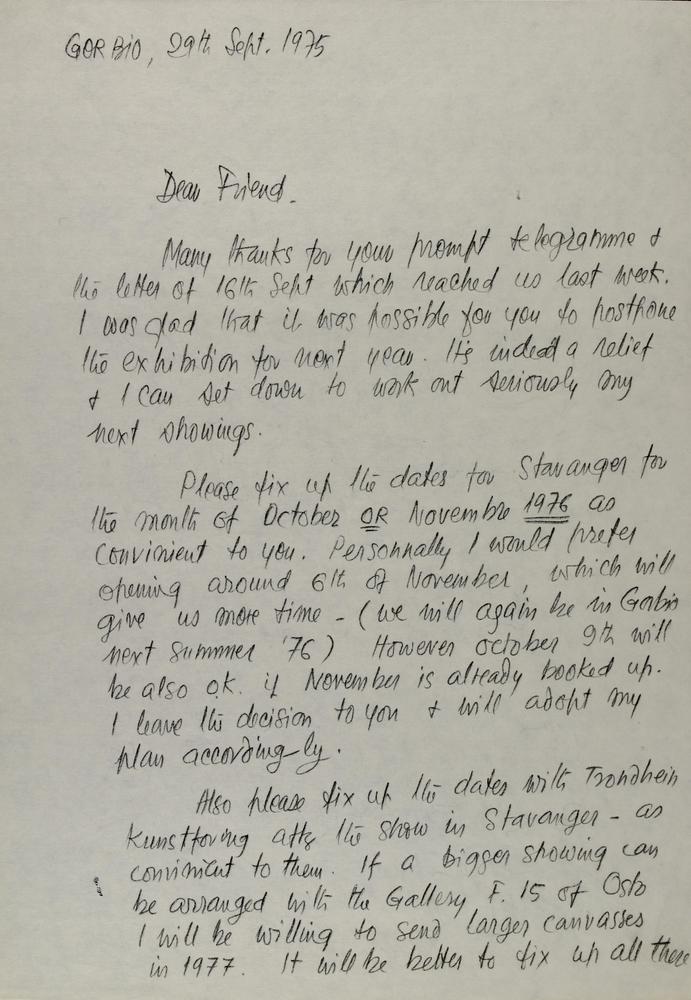 GORBIO, 29th Sept. 1975
Dear Friend.
Many thanks for your prompt telegramme &
the letter of 16th Sept which reached us last week.
I was glad that it was possible for you to postpone
the exhibition for next year. Its indeed a relief
& I can set down to work out seriously my
next showings.
Please fix up the dates for Stavanger for
the month of October OR Novembre 1976 as
convinient to you. Personnally I would prefer
opening around 6th of November, which will
give us more time - (we will again be in Gorbio
next summer '76) However october 9th will
be also o.k. if November is already booked up.
I leave the decision to you & will adopt my
plan according-ly.
Also please fix up the dates with Trondhein
Kunstforing after the show in Stavanger - as
convinient to them. If a bigger showing can
be arranged with the Gallery F. 15 of Oslo
I will be willing to send larger canvasses
in 1977. It will be better to fix up all these